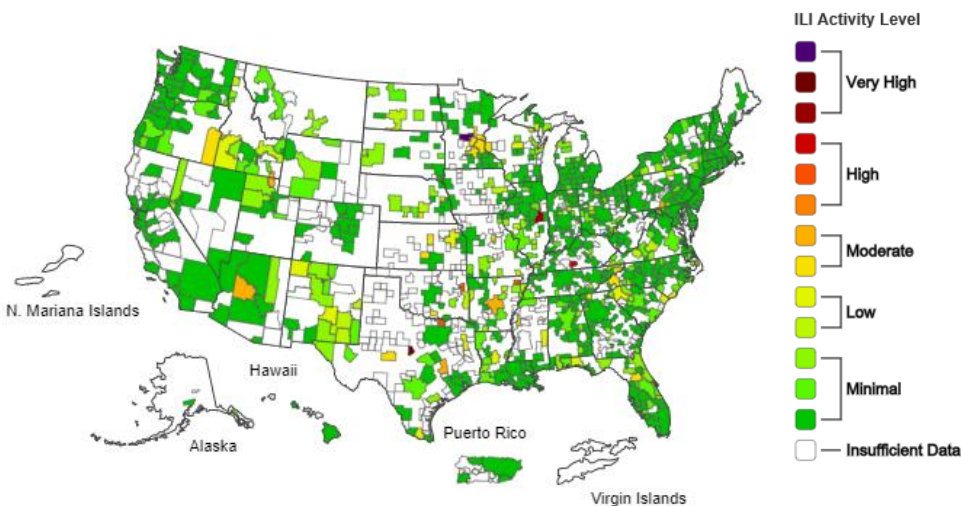 ILI Activity Level
Very High
High
Moderate
Low
Minimal
Insufficient Data
N. Mariana Islands
Hawaii
Alaska
Puerto Rico
Virgin Islands